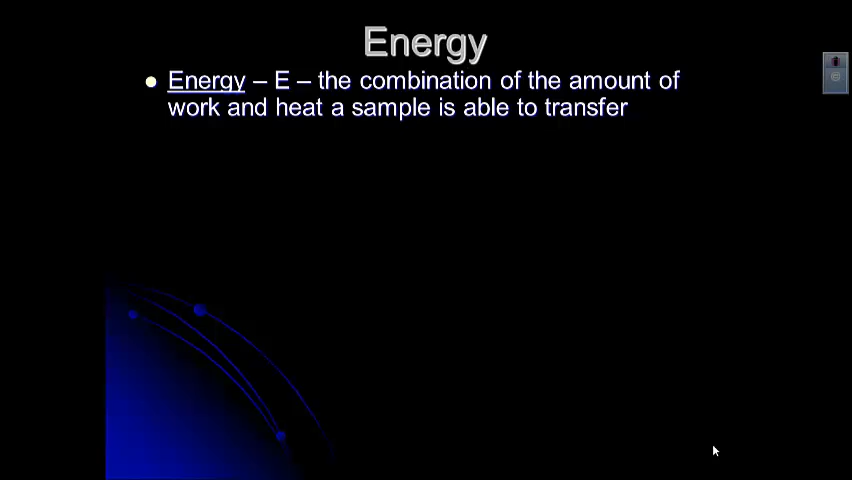 Energy
● Energy – E – the combination of the amount of
work and heat a sample is able to transfer